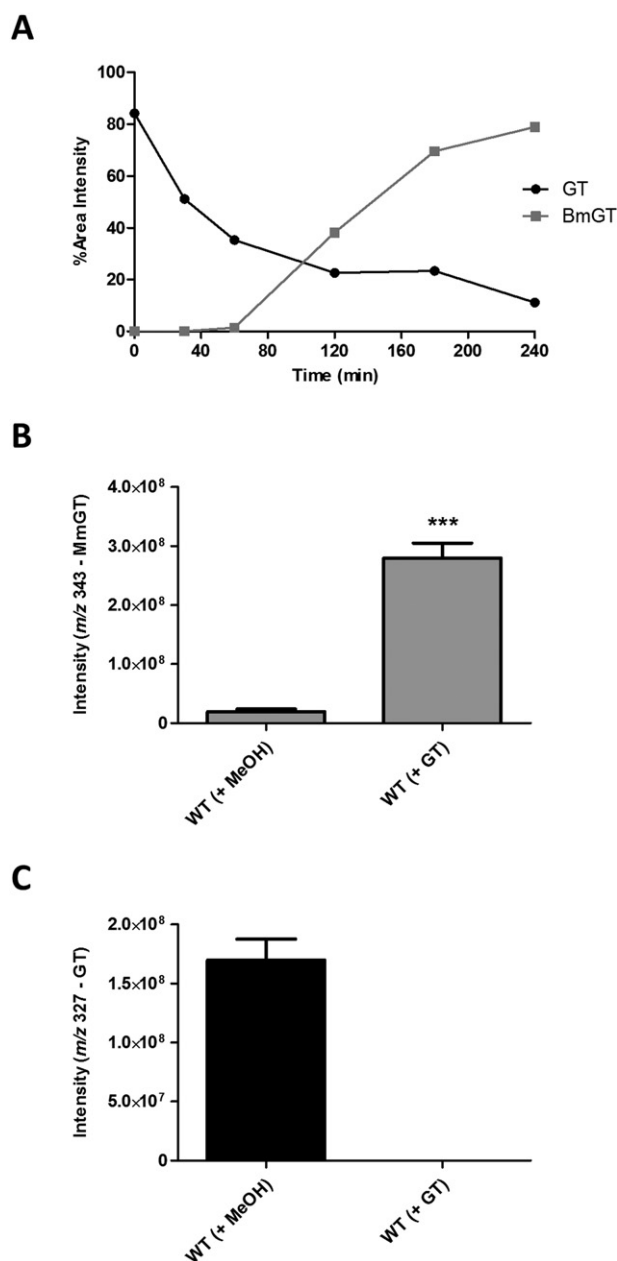 A
100
80
60
40
20
0
%Area Intensity
0 40 80 120 160 200 240
Time (min)
GT
BmGT
B
4.0×10⁸
3.0×10⁸
2.0×10⁸
1.0×10⁸
0
Intensity (m/z 343 - MmGT)
***
WT (+ MeOH)
WT (+ GT)
C
2.0×10⁸
1.5×10⁸
1.0×10⁸
5.0×10⁷
0
Intensity (m/z 327 - GT)
WT (+ MeOH)
WT (+ GT)